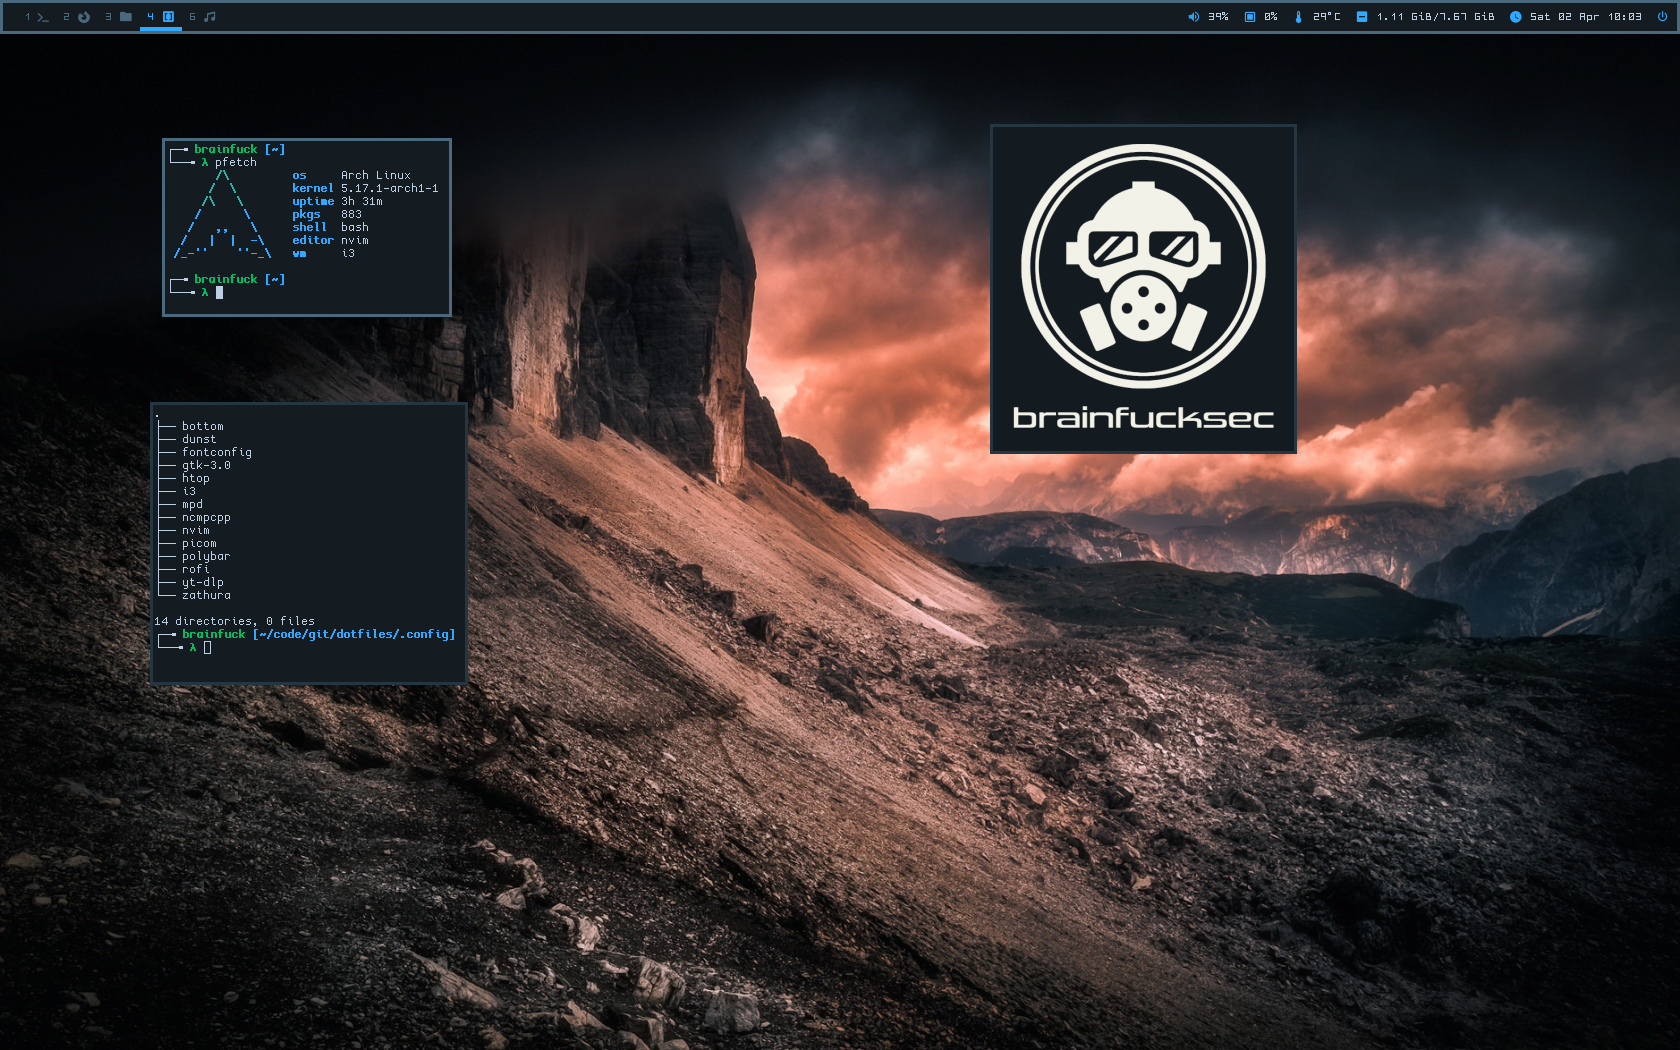 1 2 3 4 6 39% 0% 29°C 1.11 GiB/7.67 GiB Sat 02 Apr 10:03
brainfuck [~]
λ pfetch
os Arch Linux
kernel 5.17.1-arch1-1
uptime 3h 31m
pkgs 883
shell bash
editor nvim
wm i3
brainfuck [~]
λ
brainfucksec
.
├── bottom
├── dunst
├── fontconfig
├── gtk-3.0
├── htop
├── i3
├── mpd
├── ncmpcpp
├── nvim
├── picom
├── polybar
├── rofi
├── yt-dlp
└── zathura
14 directories, 0 files
brainfuck [~/code/git/dotfiles/.config]
λ